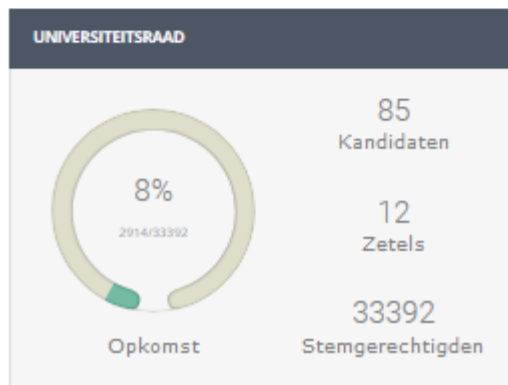 UNIVERSITEITSRAAD
8%
2914/33392
Opkomst
85
Kandidaten
12
Zetels
33392
Stemgerechtigden